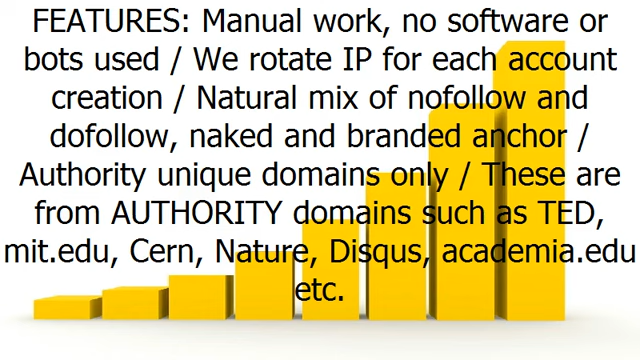 FEATURES: Manual work, no software or
bots used / We rotate IP for each account
creation / Natural mix of nofollow and
dofollow, naked and branded anchor /
Authority unique domains only / These are
from AUTHORITY domains such as TED,
mit.edu, Cern, Nature, Disqus, academia.edu
etc.